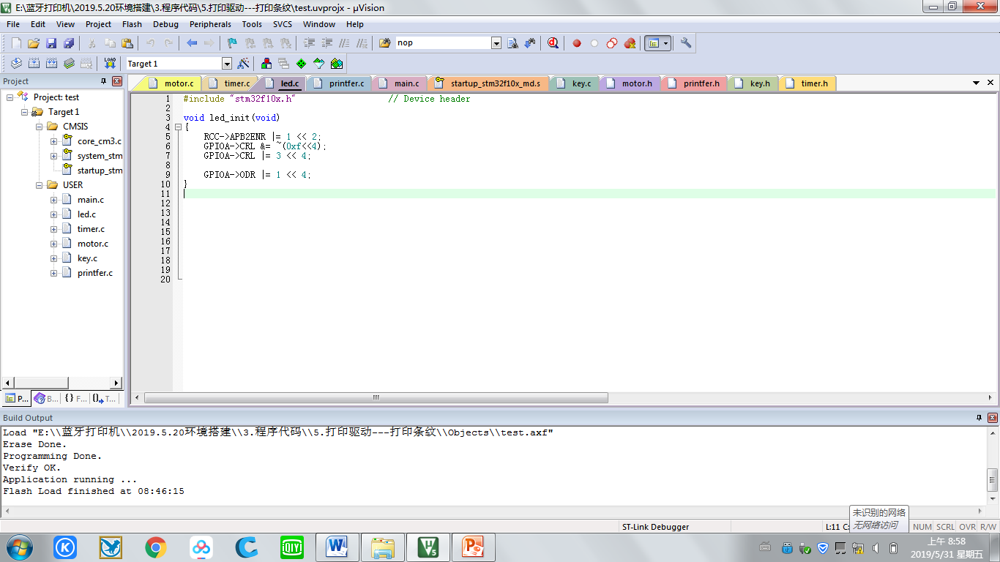 E:\蓝牙打印机\2019.5.20环境搭建\3.程序代码\5.打印驱动---打印条纹\test.uvprojx - µVision
File Edit View Project Flash Debug Peripherals Tools SVCS Window Help
nop
LOAD Target 1
Project
Project: test
Target 1
CMSIS
core_cm3.c
system_stm
startup_stm
USER
main.c
led.c
timer.c
motor.c
key.c
printfer.c
P... B... {} F... T...
motor.c timer.c led.c printfer.c main.c startup_stm32f10x_md.s key.c motor.h printfer.h key.h timer.h
1 #include "stm32f10x.h" // Device header
2
3 void led_init(void)
4 {
5 RCC->APB2ENR |= 1 << 2;
6 GPIOA->CRL &= ~(0xf<<4);
7 GPIOA->CRL |= 3 << 4;
8
9 GPIOA->ODR |= 1 << 4;
10 }
11
12
13
14
15
16
17
18
19
20
Build Output
Load "E:\\蓝牙打印机\\2019.5.20环境搭建\\3.程序代码\\5.打印驱动---打印条纹\\Objects\\test.axf"
Erase Done.
Programming Done.
Verify OK.
Application running ...
Flash Load finished at 08:46:15
未识别的网络
无网络访问
ST-Link Debugger L:11 C: NUM SCRL OVR R/W
上午 8:58
2019/5/31 星期五